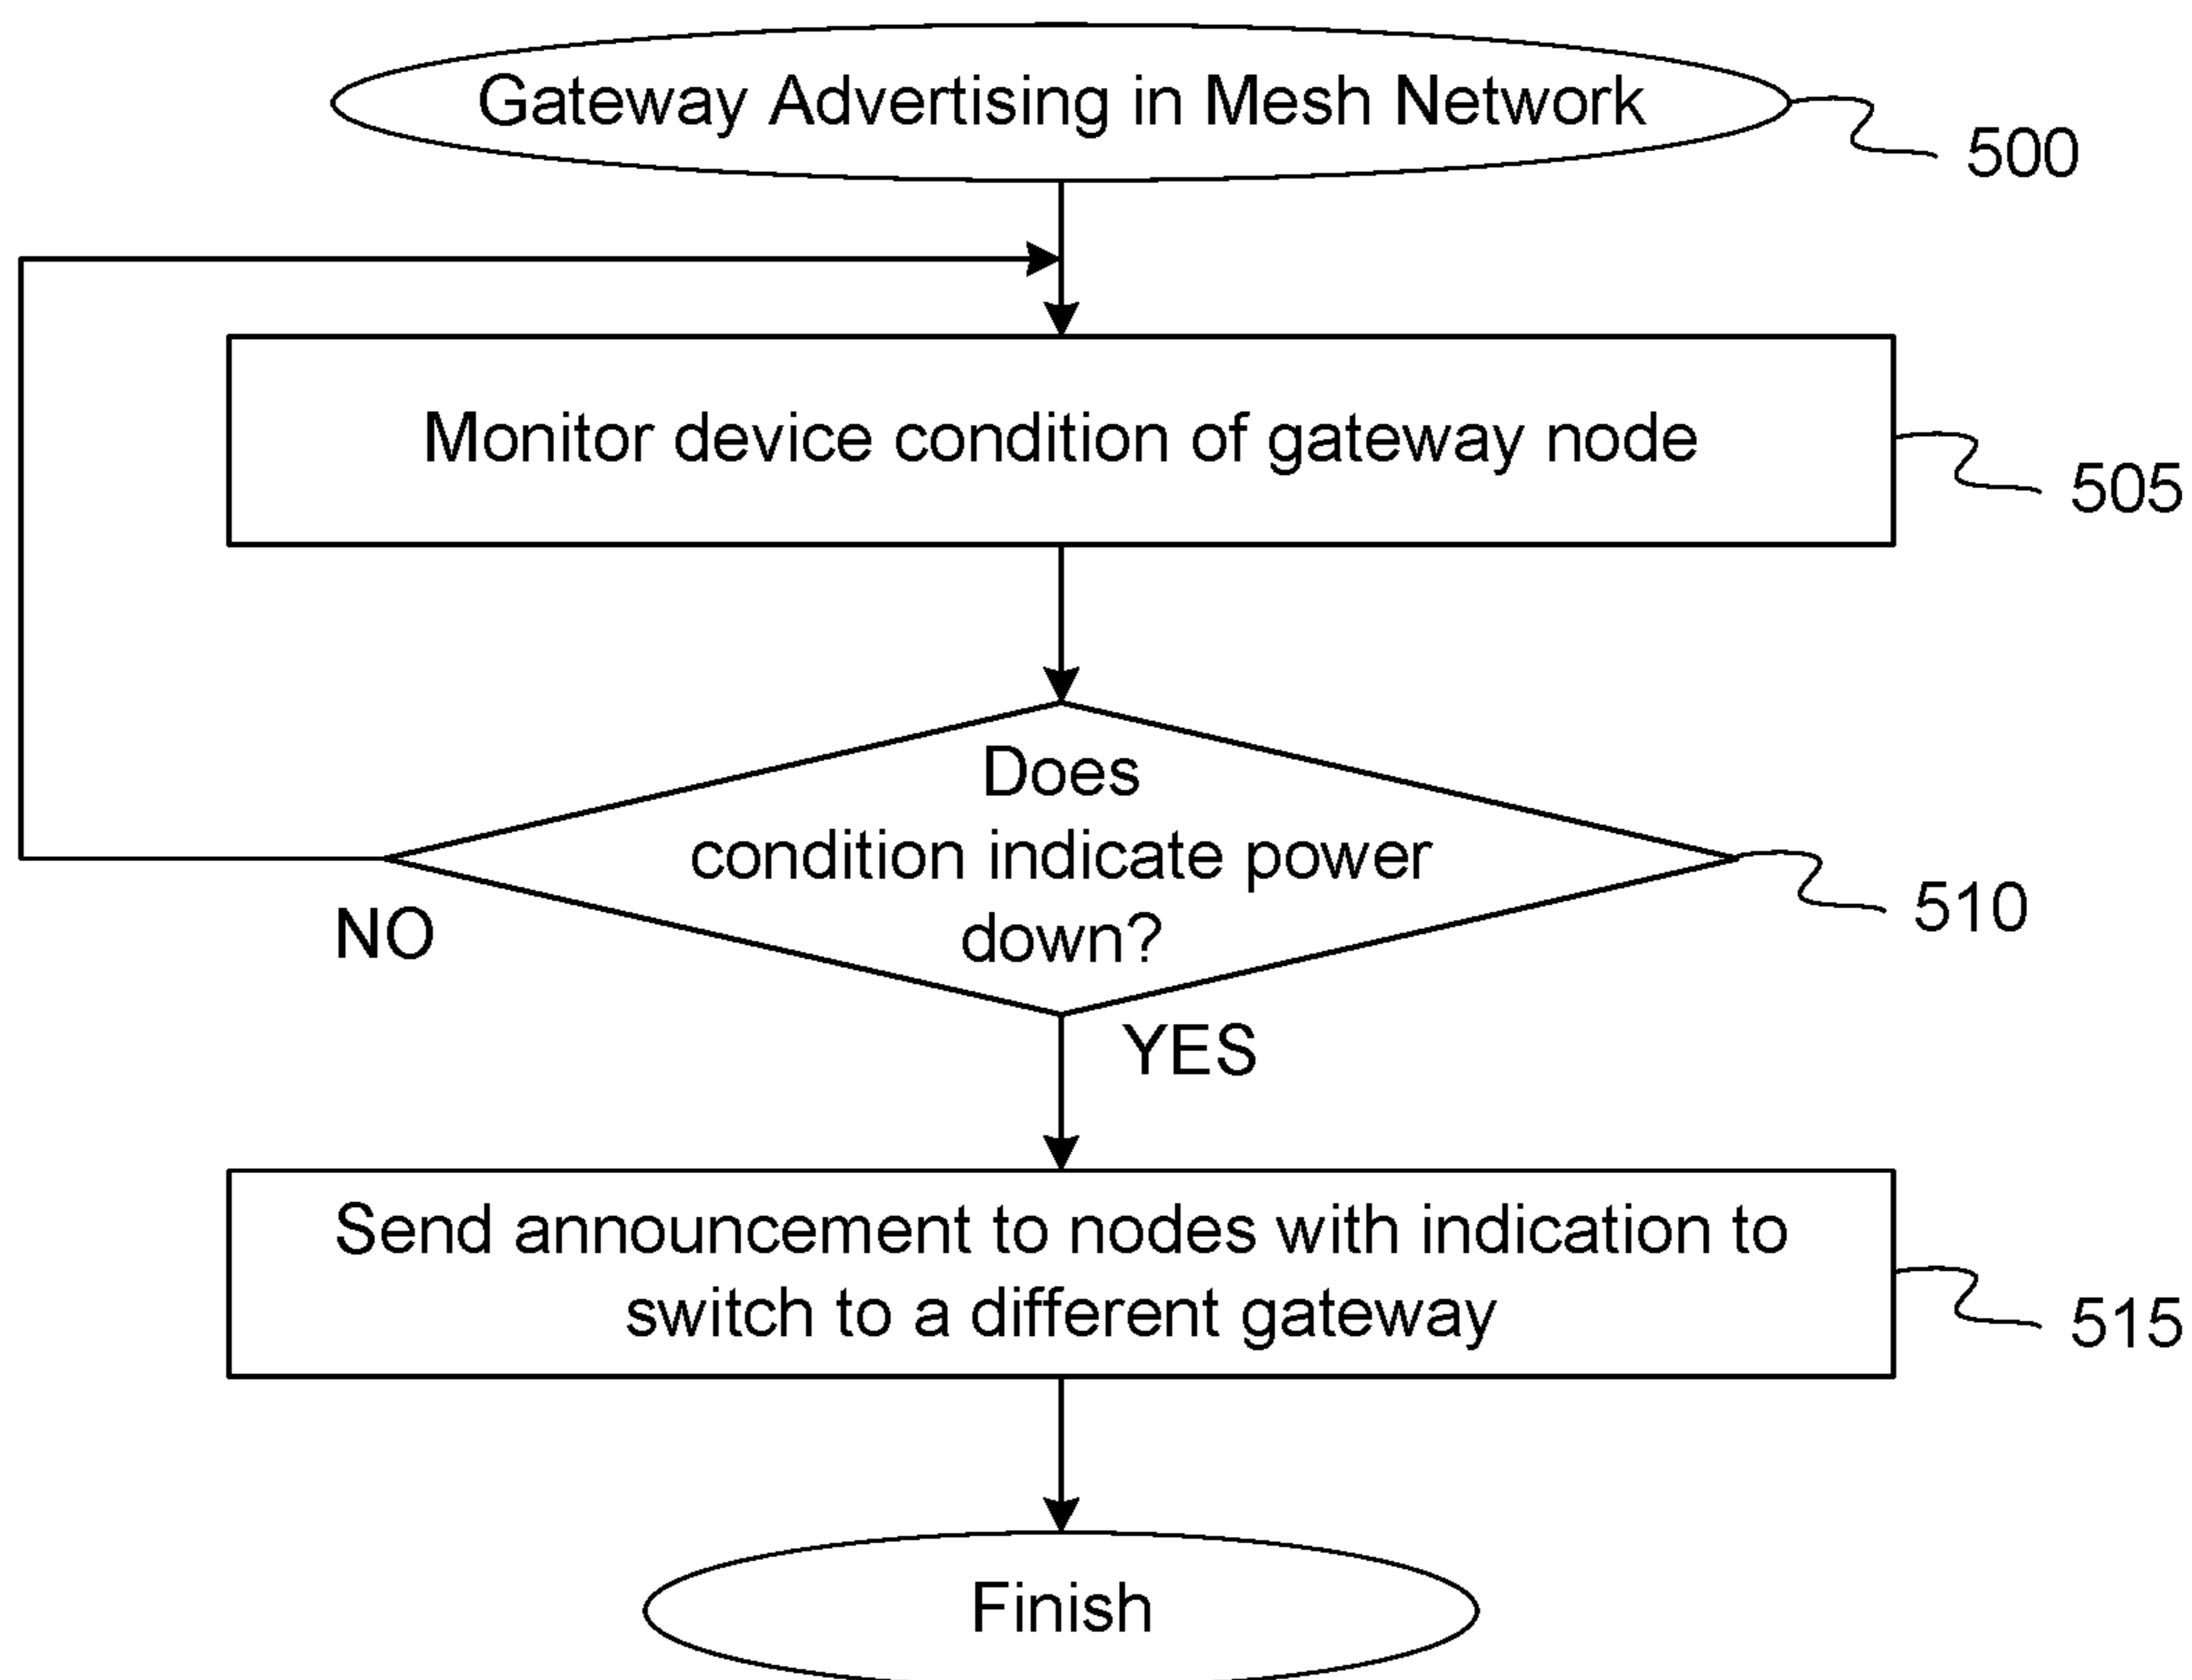 Gateway Advertising in Mesh Network
500
Monitor device condition of gateway node
505
Does
condition indicate power
down?
510
NO
YES
Send announcement to nodes with indication to
switch to a different gateway
515
Finish